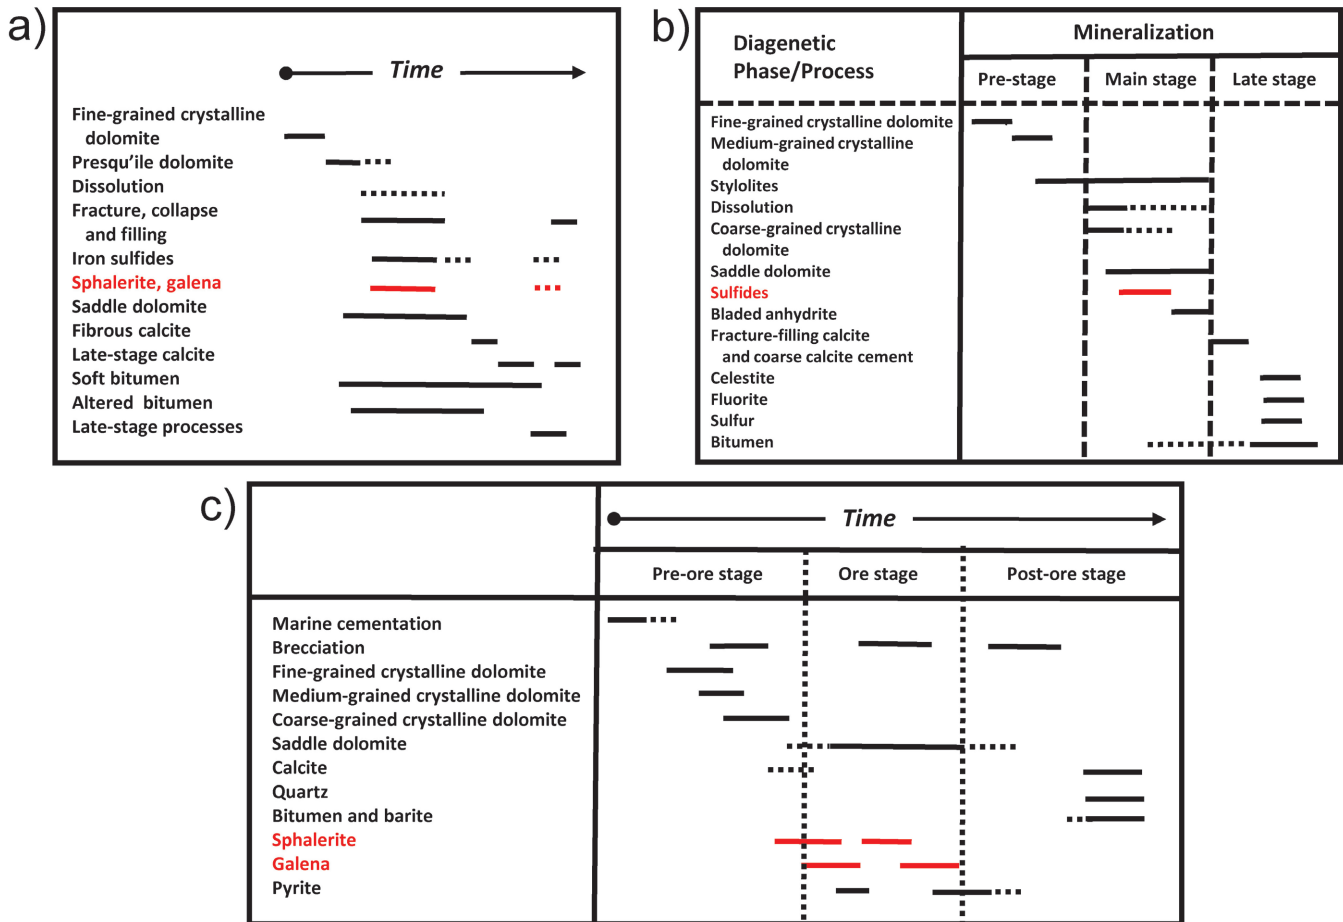 a)
Time
Fine-grained crystalline
dolomite
Presqu'ile dolomite
Dissolution
Fracture, collapse
and filling
Iron sulfides
Sphalerite, galena
Saddle dolomite
Fibrous calcite
Late-stage calcite
Soft bitumen
Altered bitumen
Late-stage processes
b)
Diagenetic
Phase/Process
Mineralization
Pre-stage
Main stage
Late stage
Fine-grained crystalline dolomite
Medium-grained crystalline
dolomite
Stylolites
Dissolution
Coarse-grained crystalline
dolomite
Saddle dolomite
Sulfides
Bladed anhydrite
Fracture-filling calcite
and coarse calcite cement
Celestite
Fluorite
Sulfur
Bitumen
c)
Time
Pre-ore stage
Ore stage
Post-ore stage
Marine cementation
Brecciation
Fine-grained crystalline dolomite
Medium-grained crystalline dolomite
Coarse-grained crystalline dolomite
Saddle dolomite
Calcite
Quartz
Bitumen and barite
Sphalerite
Galena
Pyrite